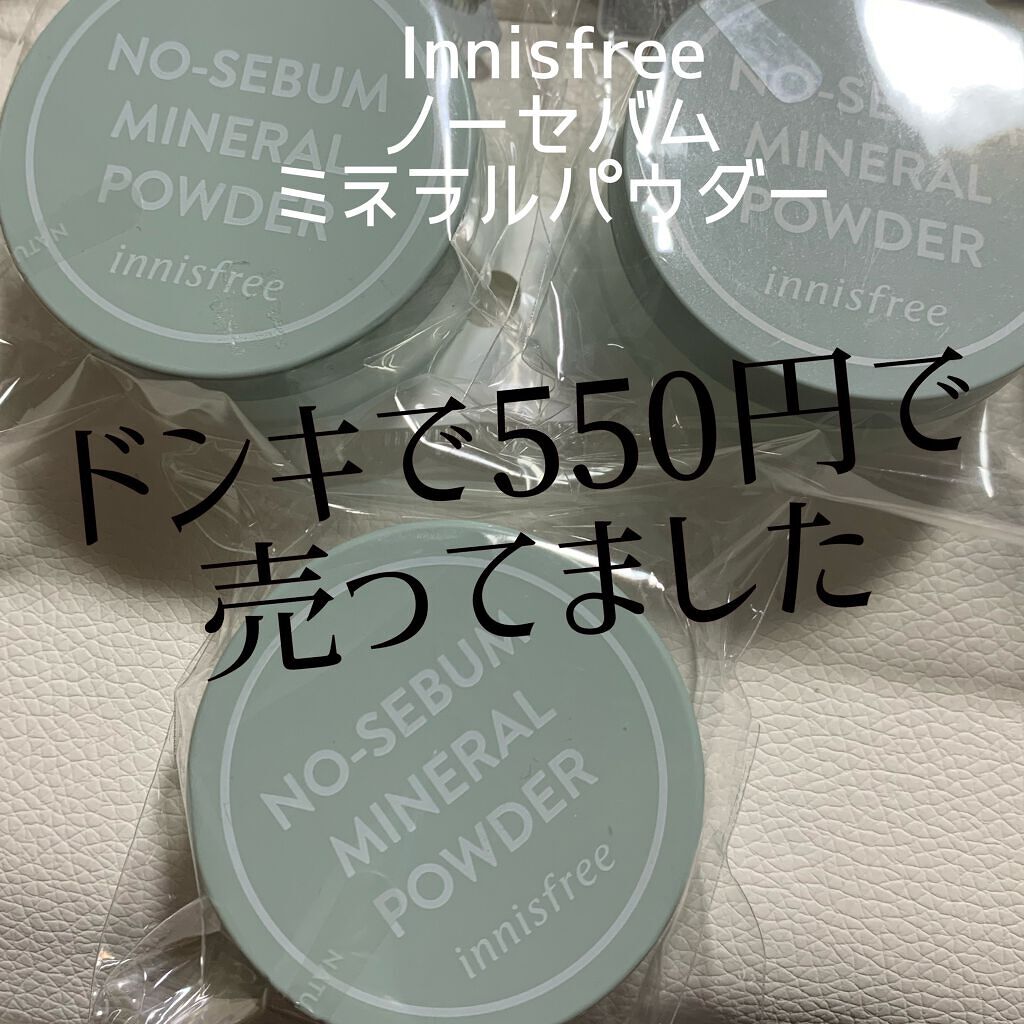 Innisfree
ノーセバム
ミネラルパウダー
NO-SEBUM
MINERAL
POWDER
innisfree
NATU
MINERAL
POWDER
innisfree
ドンキで550円で
売ってました
NO-SEBUM
MINERAL
POWDER
innisfree
NATU